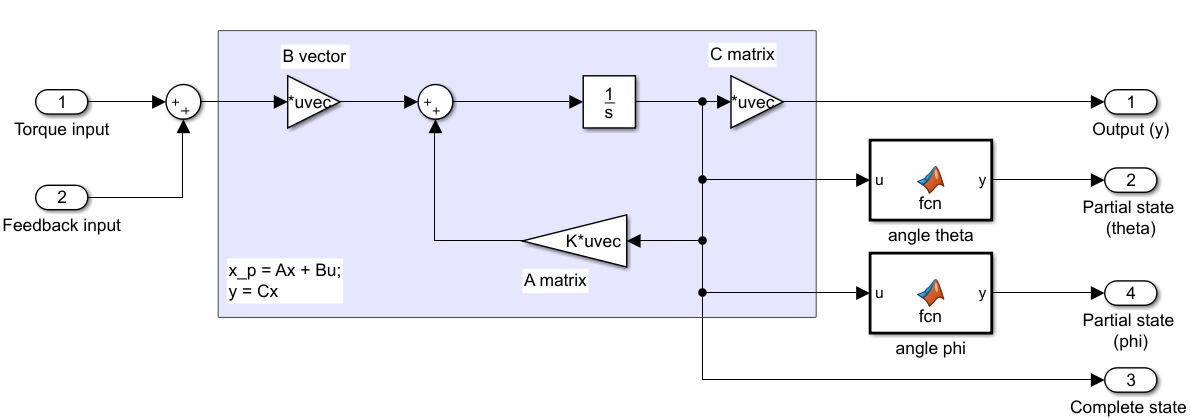 B vector
C matrix
1
Torque input
+
+
*uvec
+
+
1
s
*uvec
1
Output (y)
2
Feedback input
u
fcn
y
angle theta
2
Partial state
(theta)
K*uvec
A matrix
x_p = Ax + Bu;
y = Cx
u
fcn
y
angle phi
4
Partial state
(phi)
3
Complete state